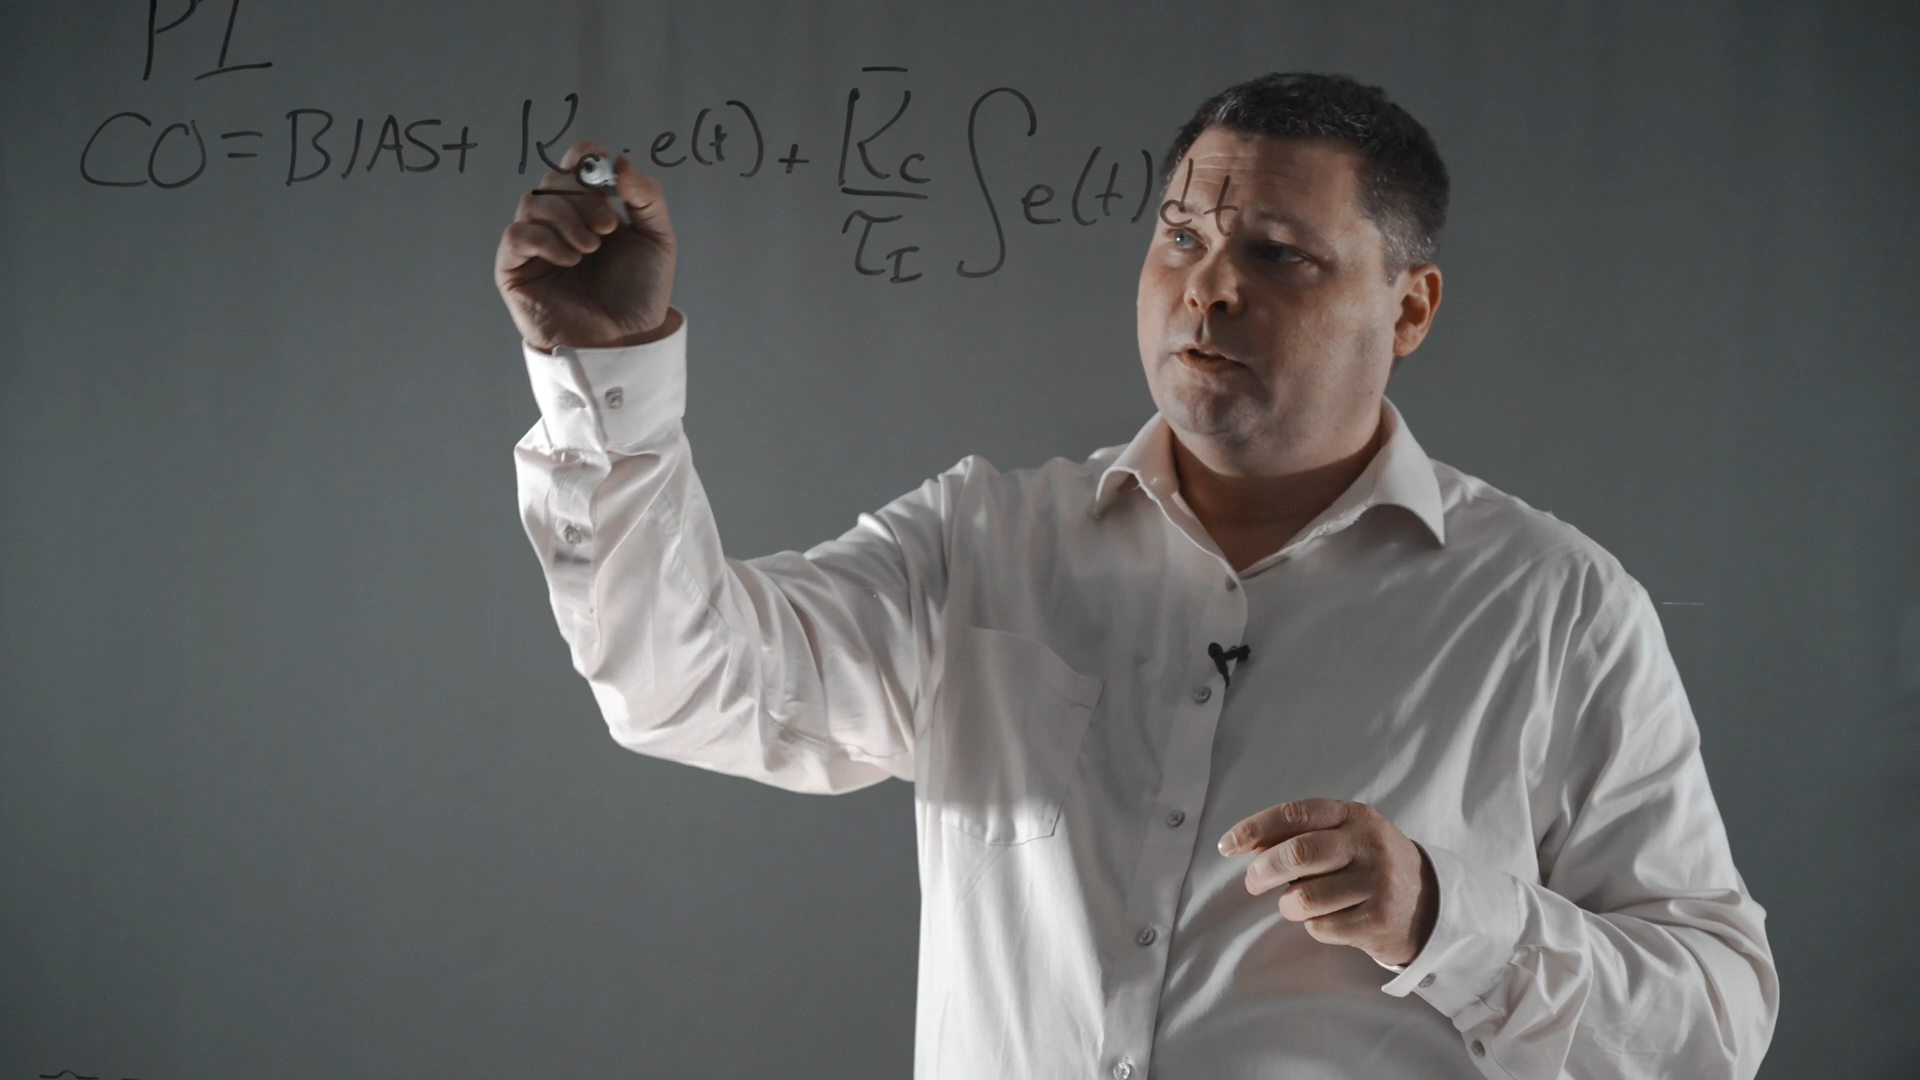 PI
CO = BIAS + Kc · e(t) + Kc/τI ∫ e(t) dt